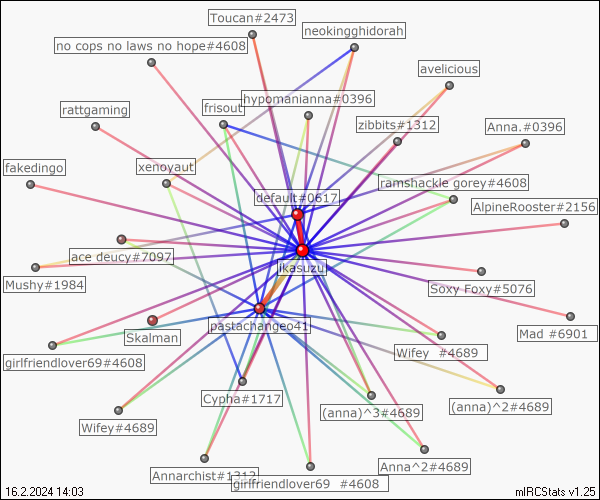 Toucan#2473
neokingghidorah
no cops no laws no hope#4608
avelicious
hypomanianna#0396
rattgaming
frisout
zibbits#1312
Anna.#0396
fakedingo
xenoyaut
default#0617
ramshackle gorey#4608
AlpineRooster#2156
ace deucy#7097
ikasuzu
Mushy#1984
Soxy Foxy#5076
pastachangeo41
Skalman
Mad #6901
girlfriendlover69#4608
Wifey #4689
Cypha#1717
(anna)^3#4689
(anna)^2#4689
Wifey#4689
Anna^2#4689
Annarchist#1312
girlfriendlover69 #4608
16.2.2024 14:03
mIRCStats v1.25